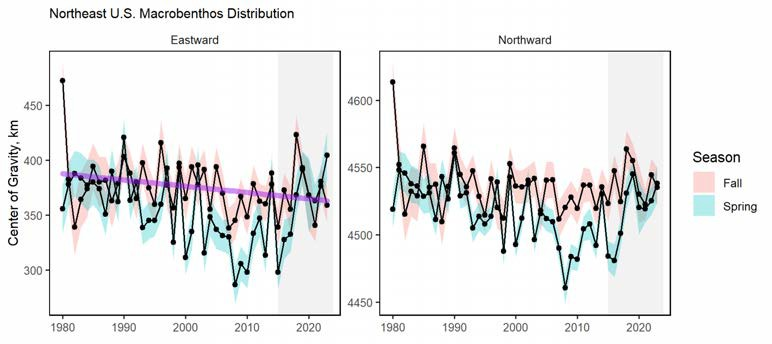 Northeast U.S. Macrobenthos Distribution
Eastward
Northward
Center of Gravity, km
450
400
350
300
4600
4550
4500
4450
1980
1990
2000
2010
2020
1980
1990
2000
2010
2020
Season
Fall
Spring